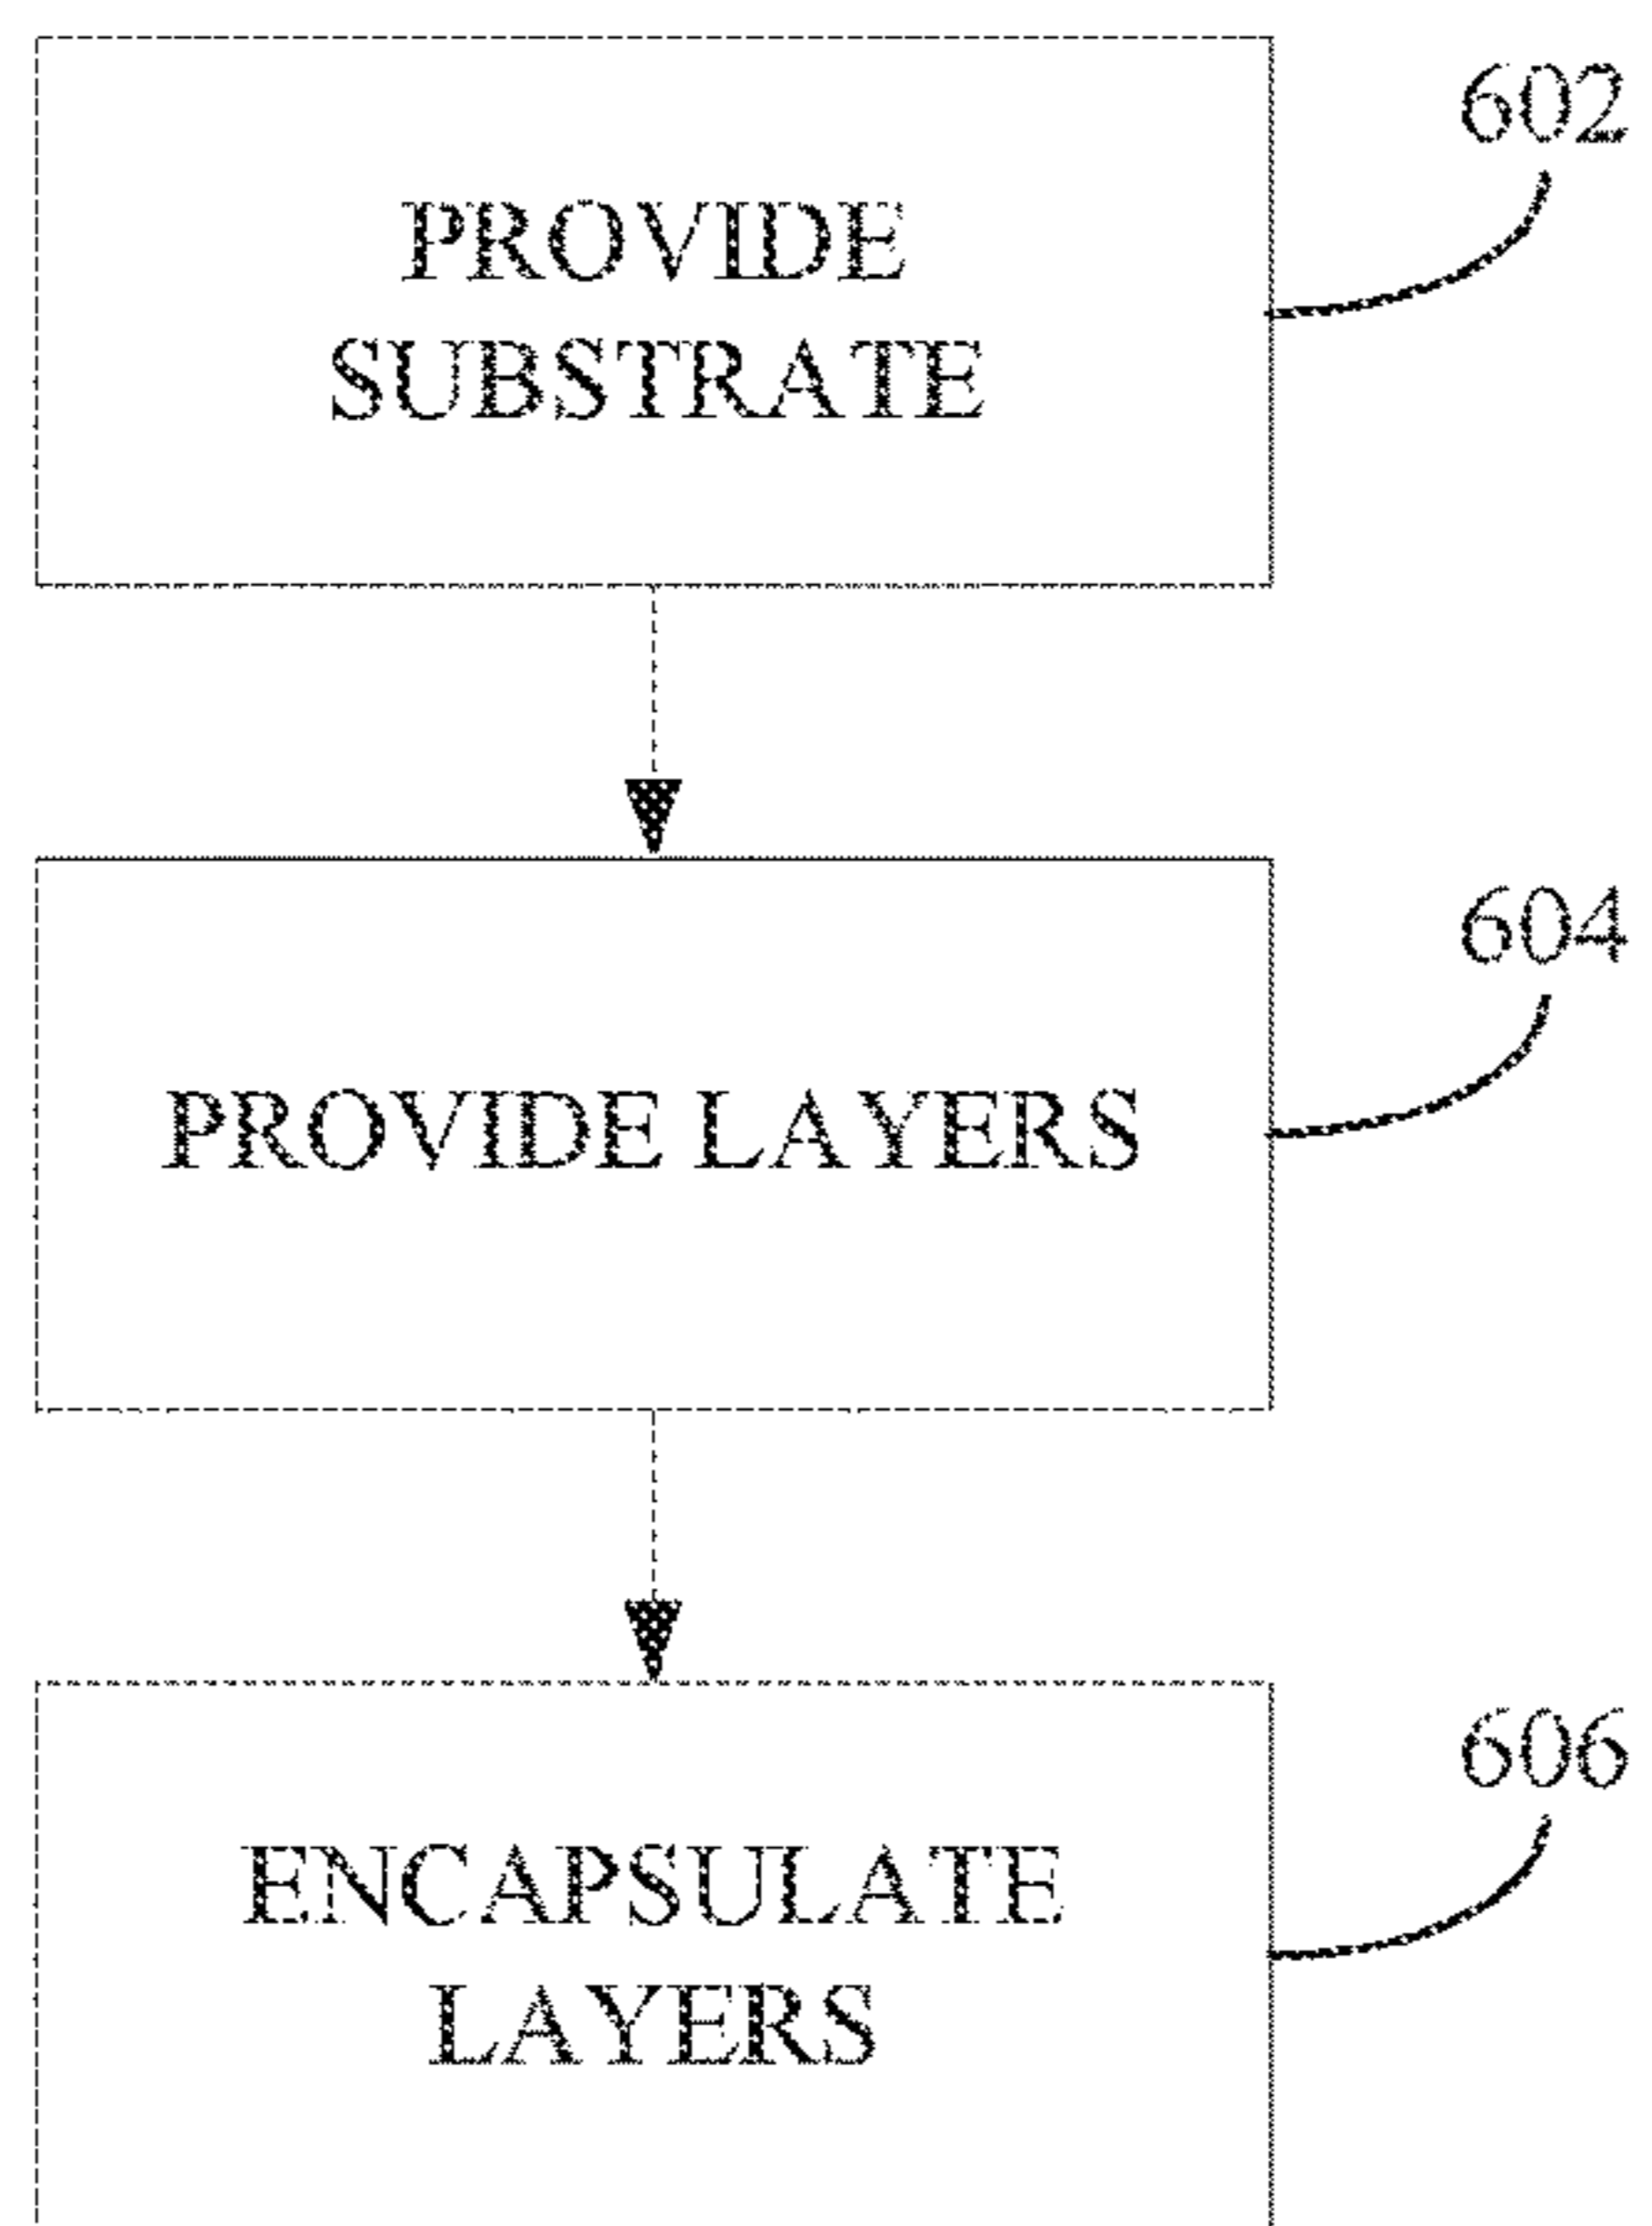 602
PROVIDE
SUBSTRATE
604
PROVIDE LAYERS
606
ENCAPSULATE
LAYERS